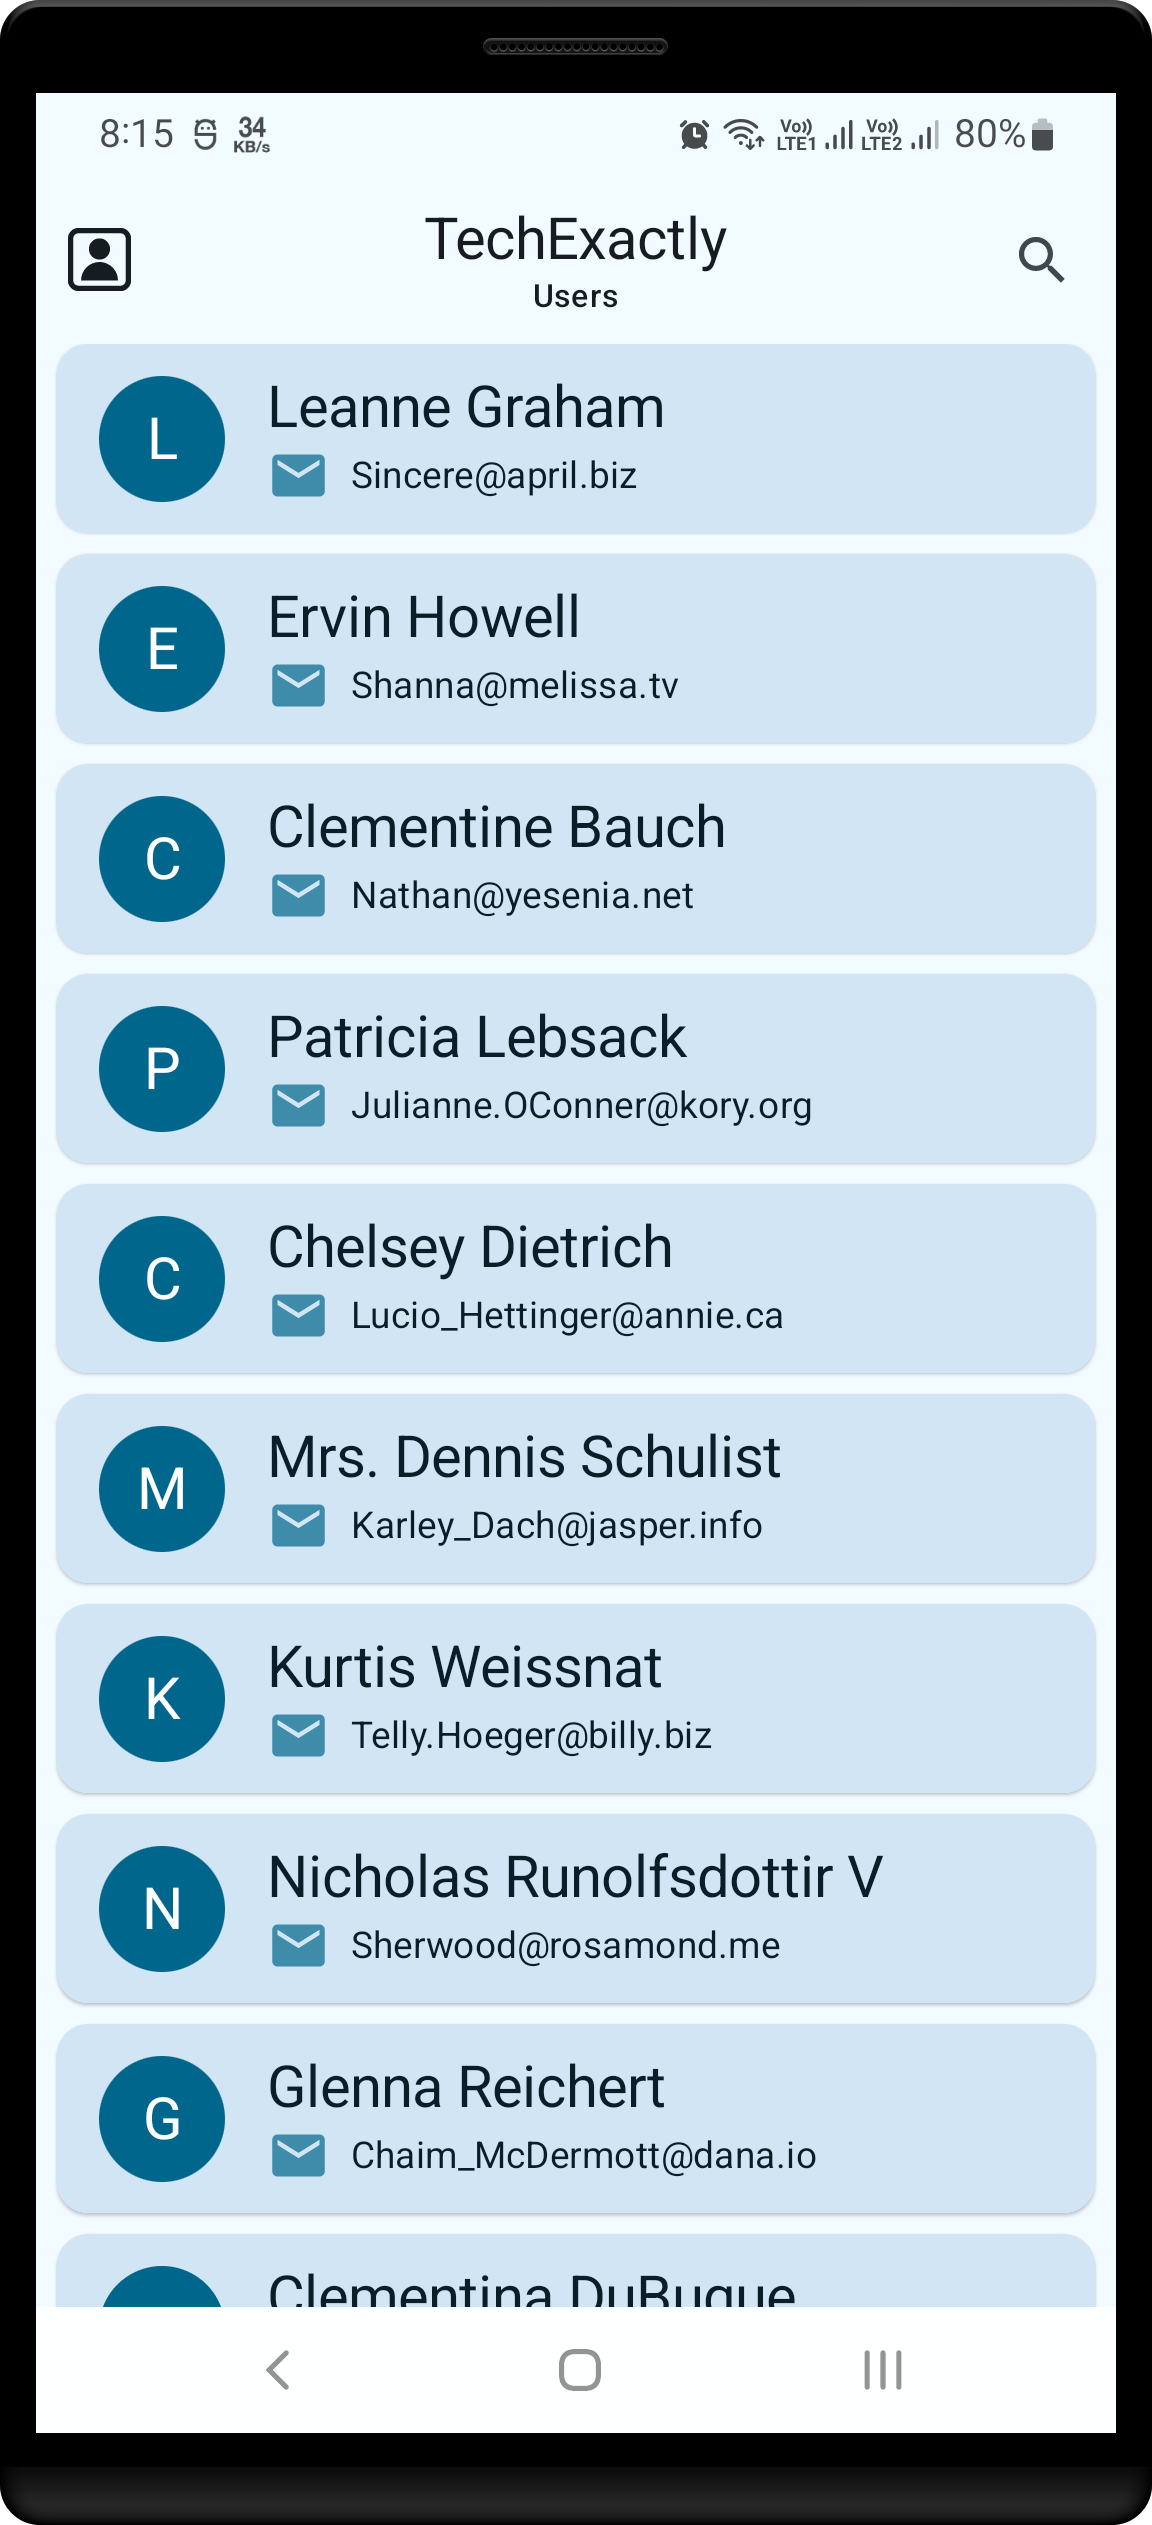 8:15 34 KB/s Vo)) LTE1 Vo)) LTE2 80%
TechExactly
Users
L
Leanne Graham
Sincere@april.biz
E
Ervin Howell
Shanna@melissa.tv
C
Clementine Bauch
Nathan@yesenia.net
P
Patricia Lebsack
Julianne.OConner@kory.org
C
Chelsey Dietrich
Lucio_Hettinger@annie.ca
M
Mrs. Dennis Schulist
Karley_Dach@jasper.info
K
Kurtis Weissnat
Telly.Hoeger@billy.biz
N
Nicholas Runolfsdottir V
Sherwood@rosamond.me
G
Glenna Reichert
Chaim_McDermott@dana.io
Clementina DuBuque